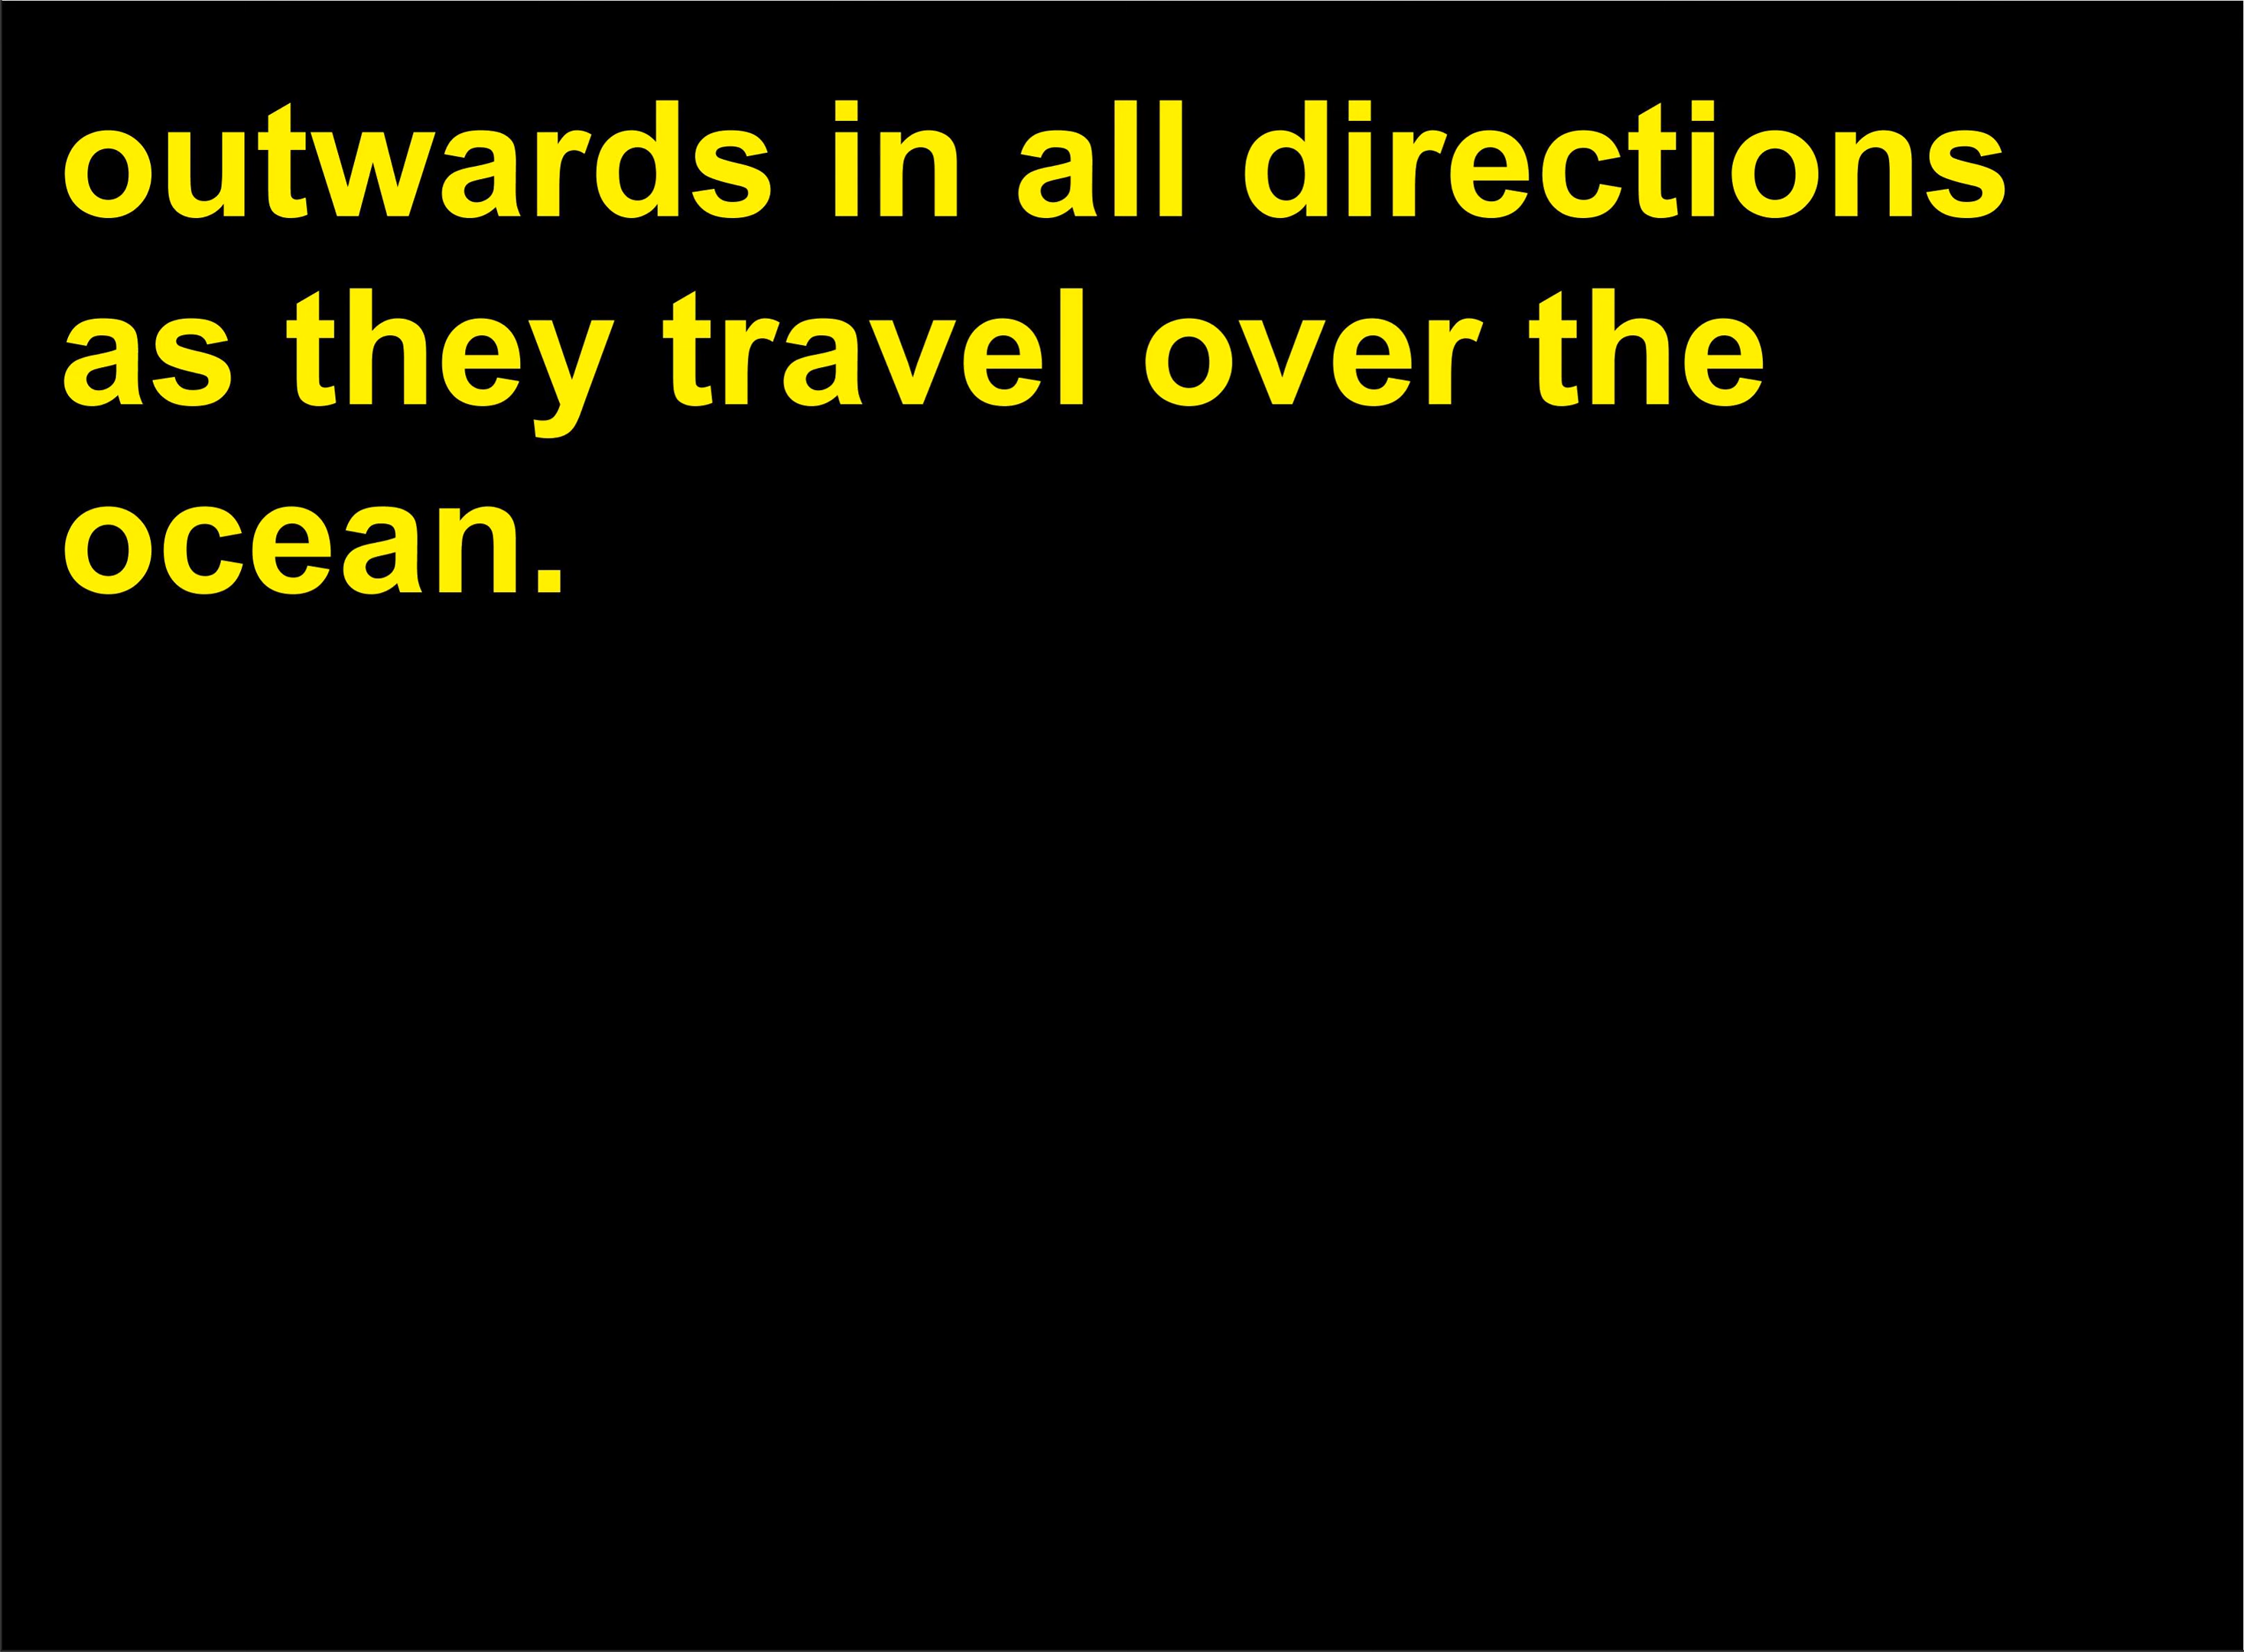 outwards in all directions
as they travel over the
ocean.